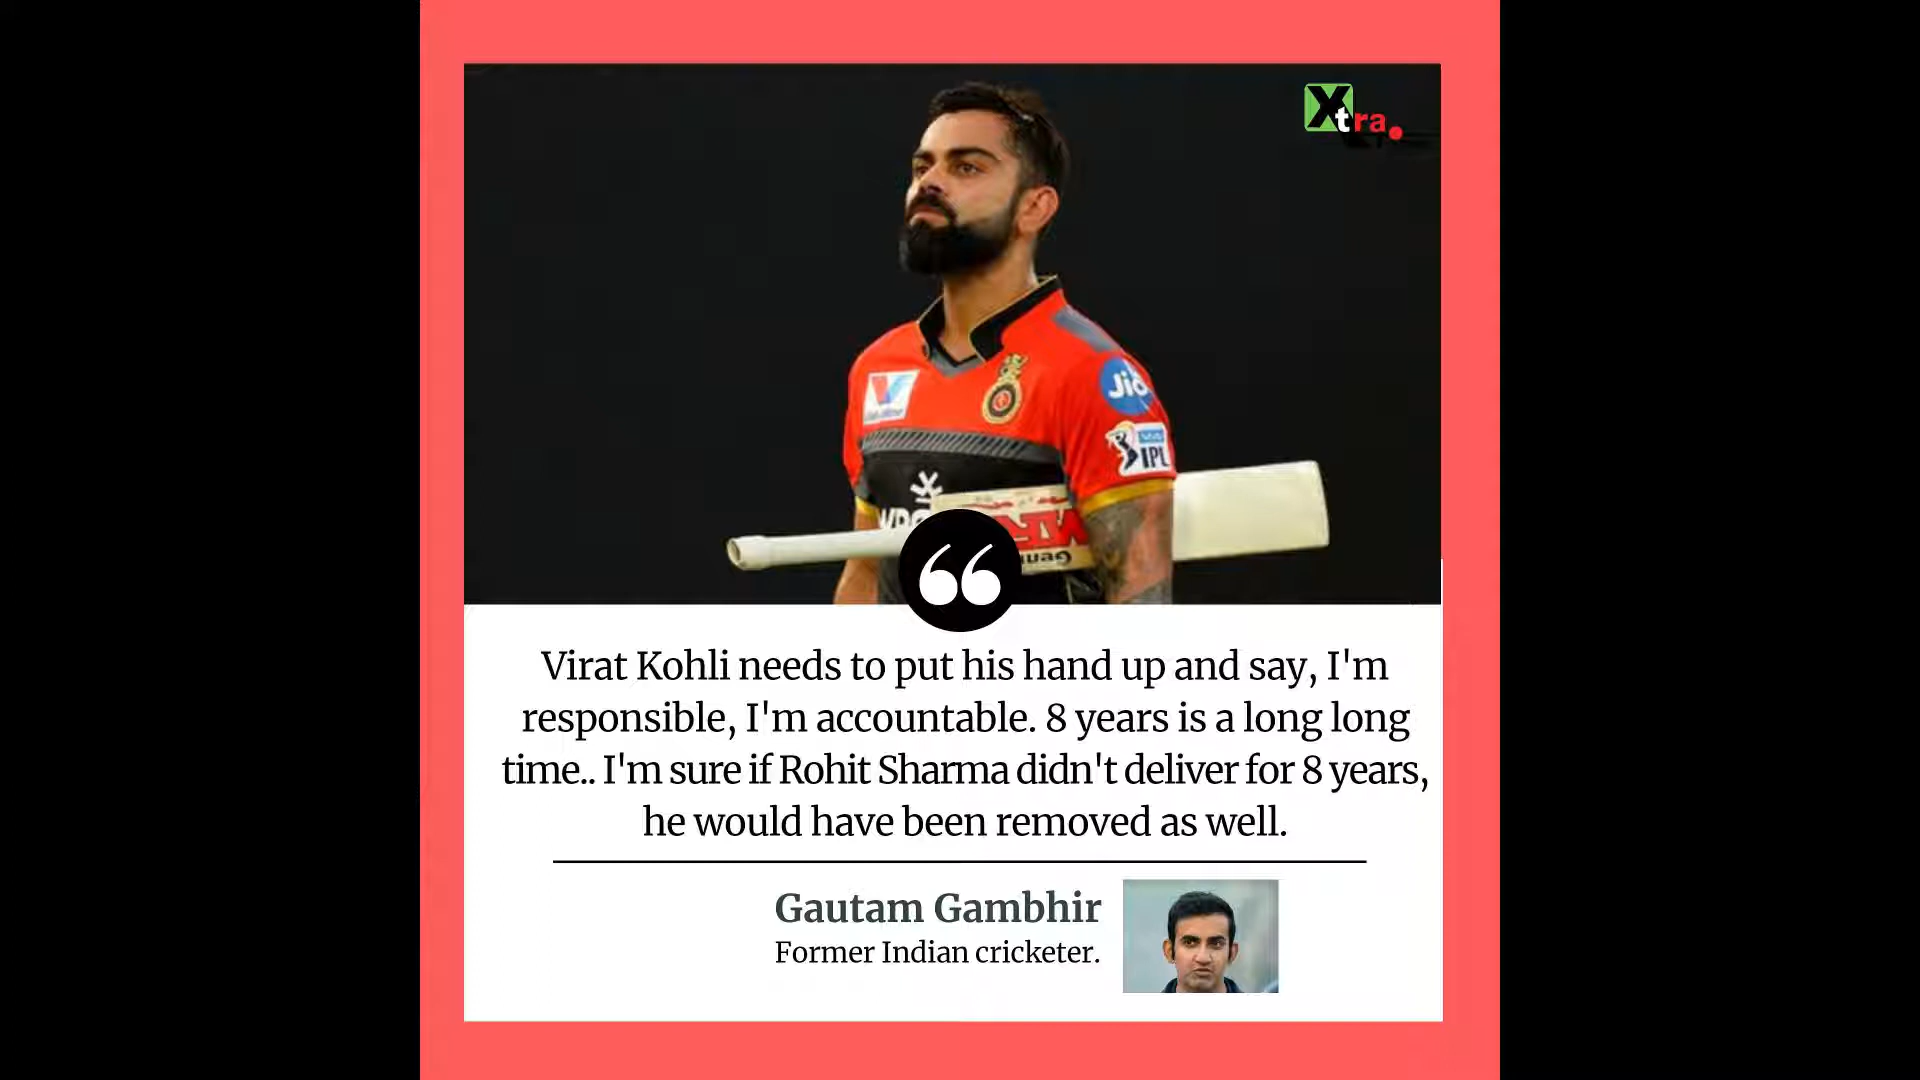 Xtra.
Jio
IPL
“
Virat Kohli needs to put his hand up and say, I'm
responsible, I'm accountable. 8 years is a long long
time.. I'm sure if Rohit Sharma didn't deliver for 8 years,
he would have been removed as well.
Gautam Gambhir
Former Indian cricketer.